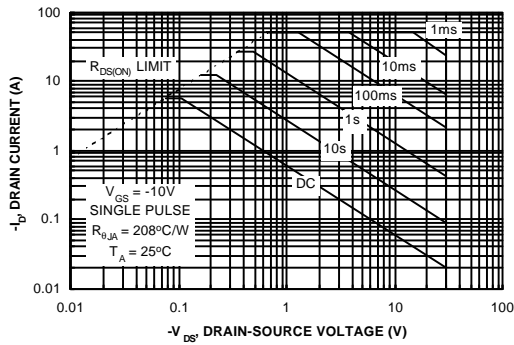 100
10
1
0.1
0.01
-I_D, DRAIN CURRENT (A)
R_DS(ON) LIMIT
1ms
10ms
100ms
1s
10s
DC
V_GS = -10V
SINGLE PULSE
R_θJA = 208°C/W
T_A = 25°C
0.01
0.1
1
10
100
-V_DS, DRAIN-SOURCE VOLTAGE (V)